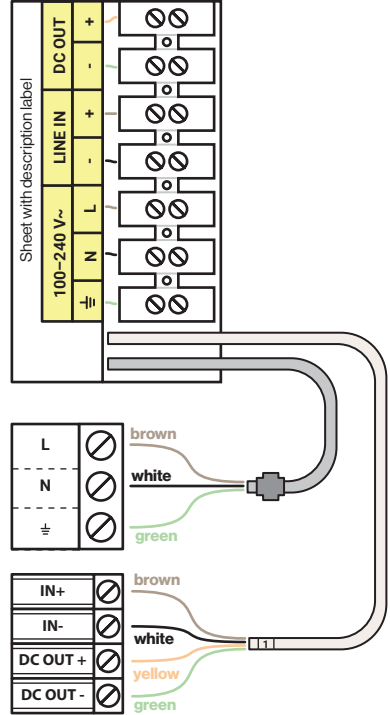 Sheet with description label
DC OUT
+
-
LINE IN
+
-
100–240 V~
L
N
L
N
brown
white
green
IN+
IN-
DC OUT +
DC OUT -
brown
white
yellow
green
1